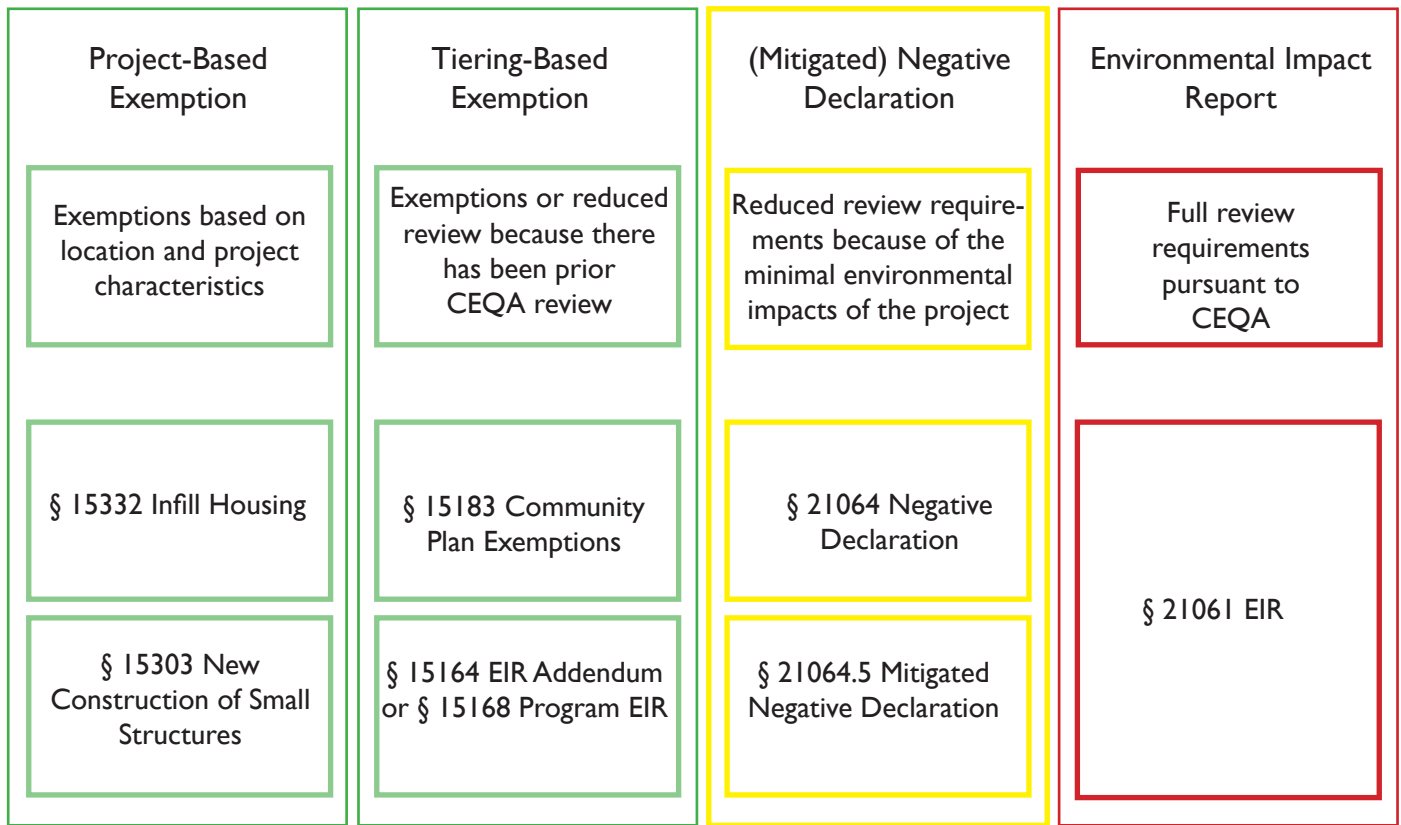 Project-Based
Exemption
Exemptions based on
location and project
characteristics
§ 15332 Infill Housing
§ 15303 New
Construction of Small
Structures
Tiering-Based
Exemption
Exemptions or reduced
review because there
has been prior
CEQA review
§ 15183 Community
Plan Exemptions
§ 15164 EIR Addendum
or § 15168 Program EIR
(Mitigated) Negative
Declaration
Reduced review require-
ments because of the
minimal environmental
impacts of the project
§ 21064 Negative
Declaration
§ 21064.5 Mitigated
Negative Declaration
Environmental Impact
Report
Full review
requirements
pursuant to
CEQA
§ 21061 EIR